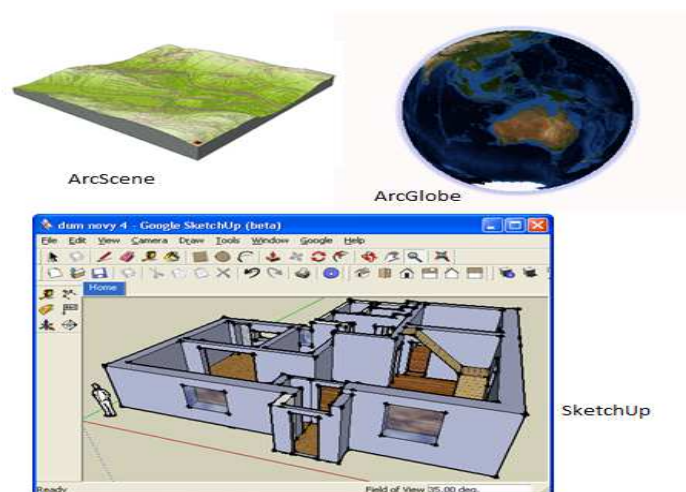 ArcScene
ArcGlobe
dum novy 4 - Google SketchUp (beta)
File Edit View Camera Draw Tools Window Google Help
Home
SketchUp
Ready
Field of View 35.00 deg.